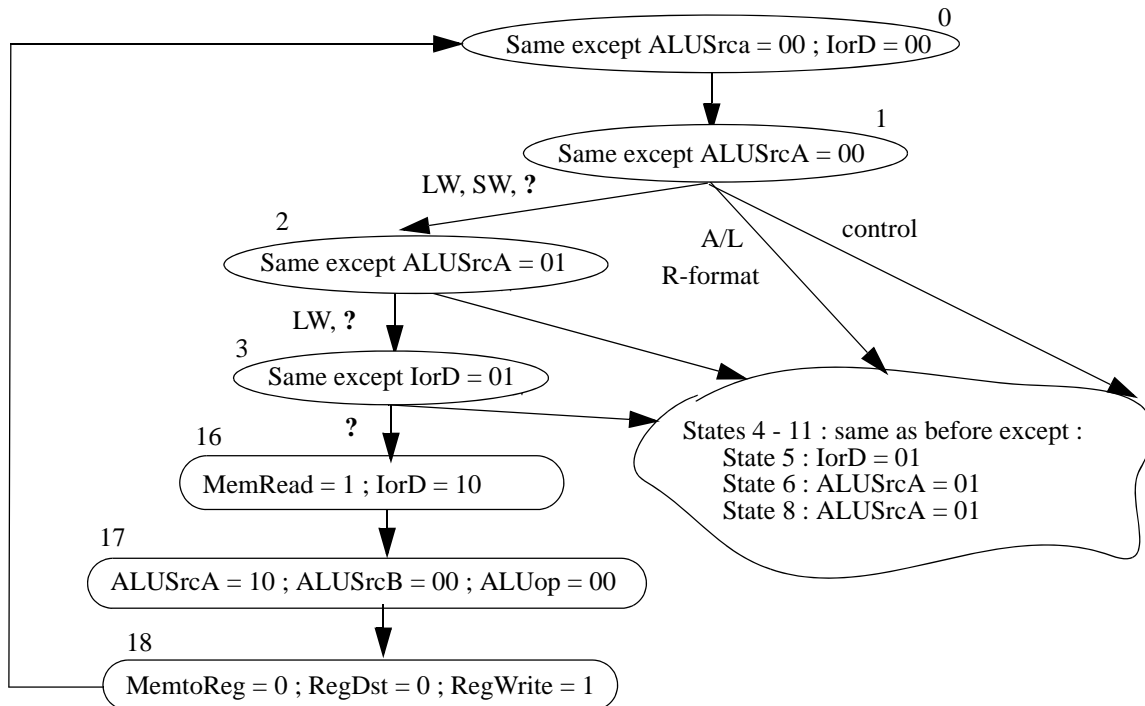 0
Same except ALUSrca = 00 ; IorD = 00
1
Same except ALUSrcA = 00
LW, SW, ?
A/L
R-format
control
2
Same except ALUSrcA = 01
LW, ?
3
Same except IorD = 01
?
16
MemRead = 1 ; IorD = 10
States 4 - 11 : same as before except :
State 5 : IorD = 01
State 6 : ALUSrcA = 01
State 8 : ALUSrcA = 01
17
ALUSrcA = 10 ; ALUSrcB = 00 ; ALUop = 00
18
MemtoReg = 0 ; RegDst = 0 ; RegWrite = 1